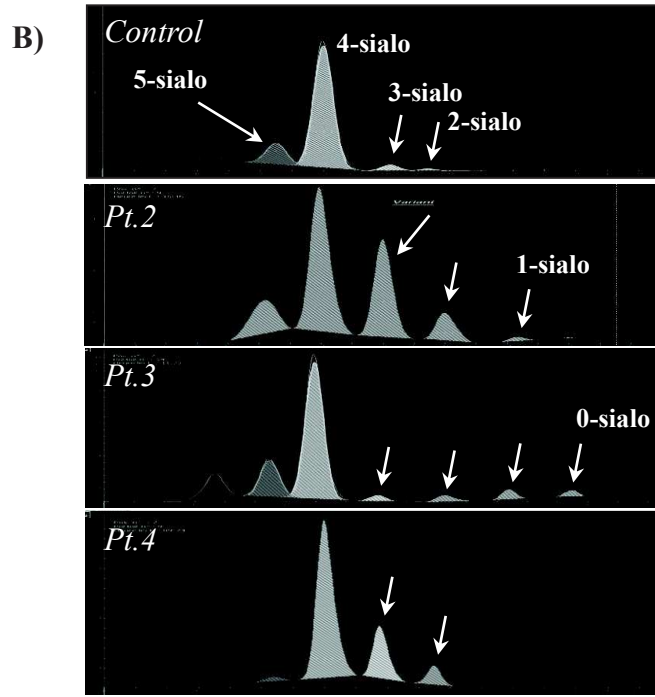 B)
Control
4-sialo
5-sialo
3-sialo
2-sialo
Pt.2
Variant
1-sialo
Pt.3
0-sialo
Pt.4